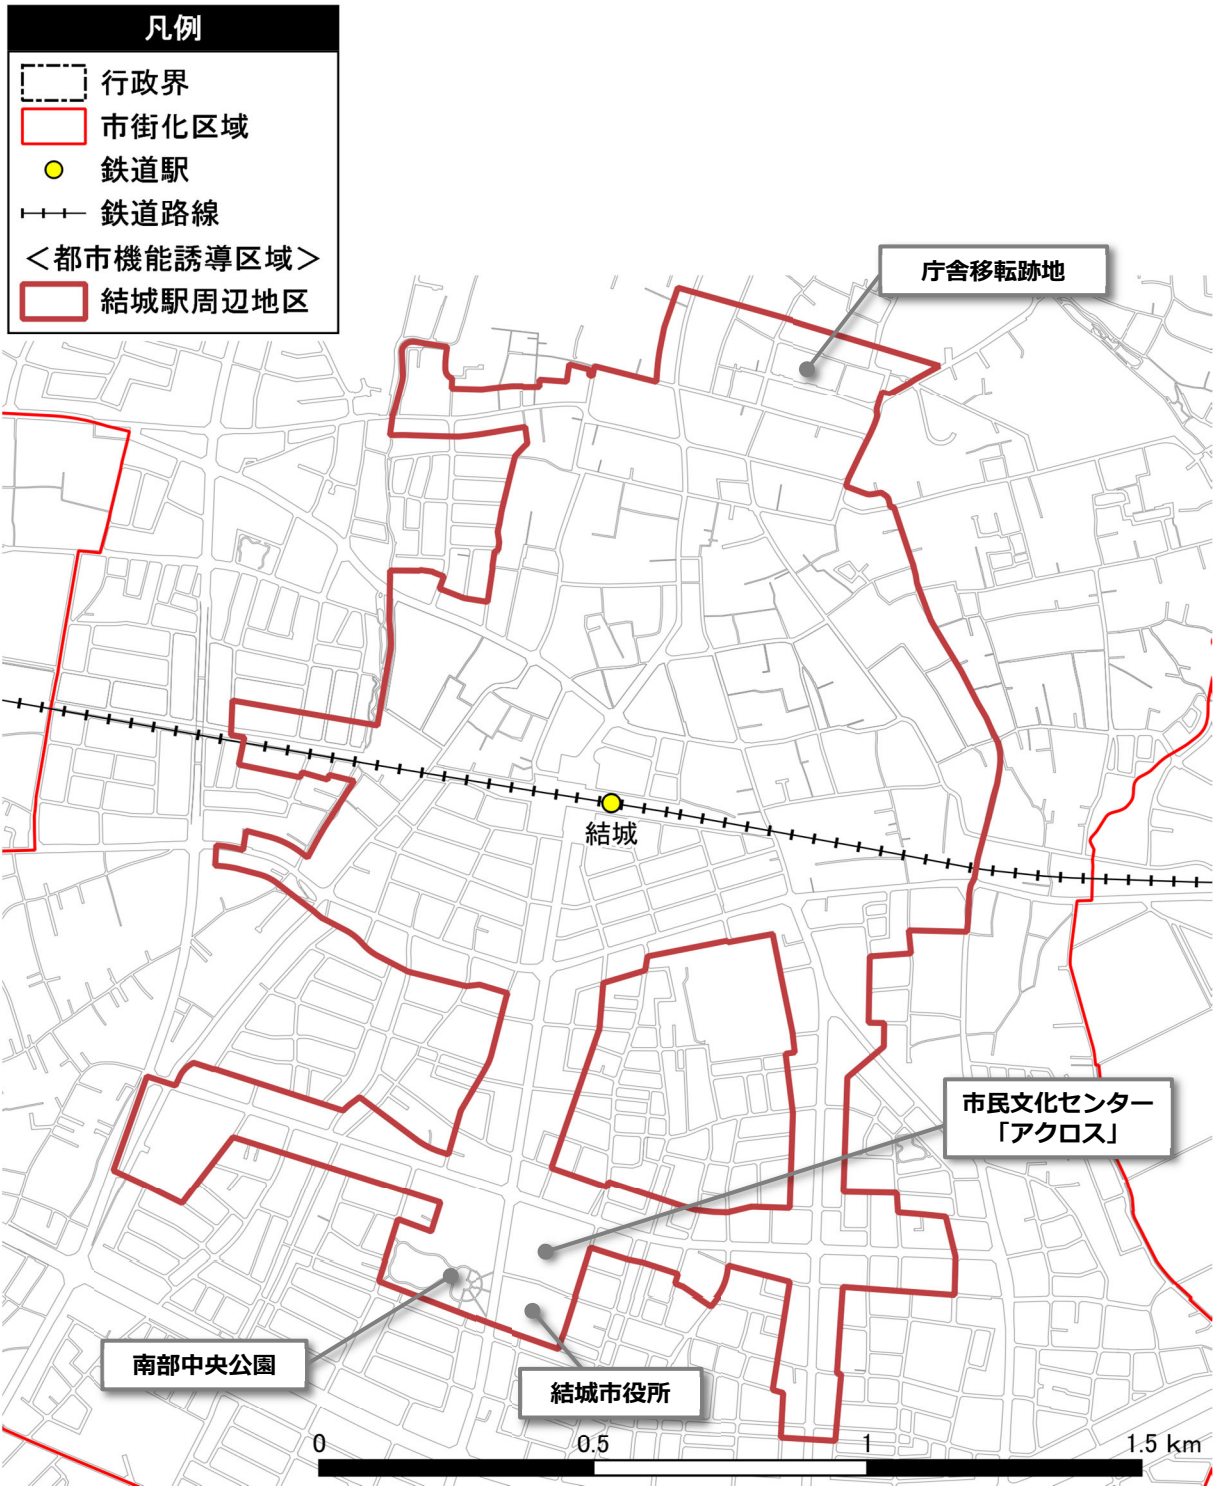 凡例
行政界
市街化区域
鉄道駅
鉄道路線
＜都市機能誘導区域＞
結城駅周辺地区
庁舎移転跡地
結城
市民文化センター
「アクロス」
南部中央公園
結城市役所
0 0.5 1 1.5 km